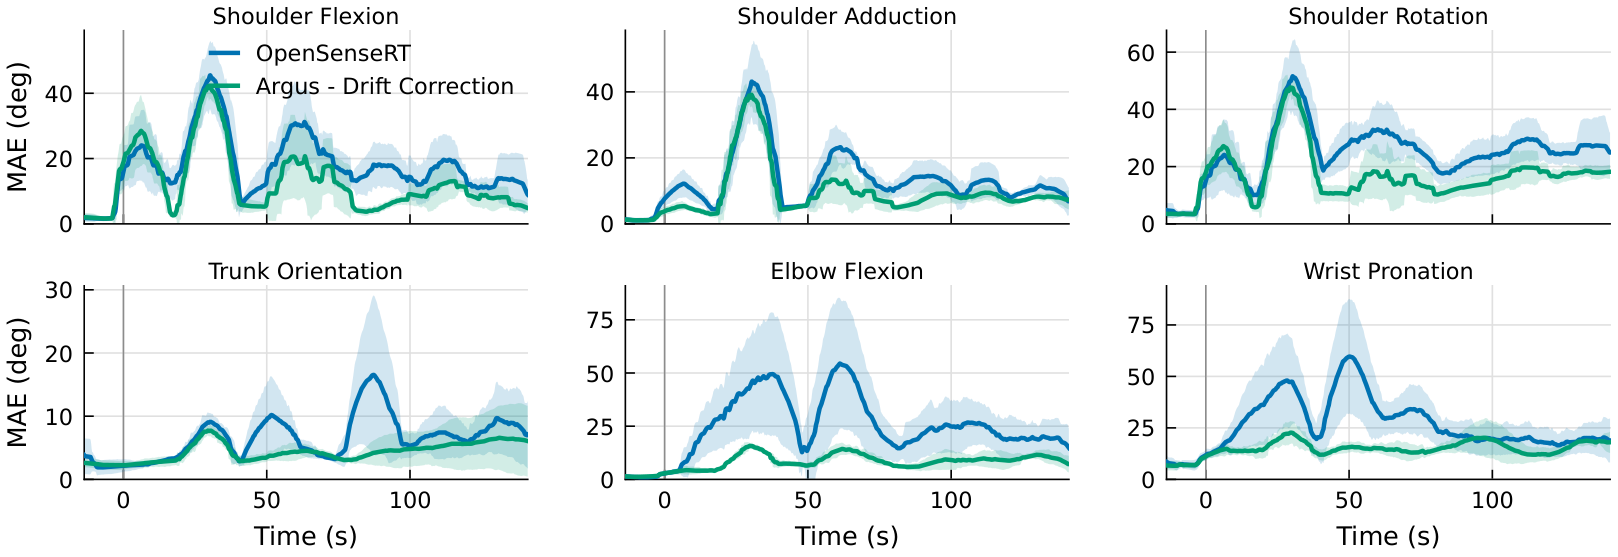 Shoulder Flexion
Shoulder Adduction
Shoulder Rotation
OpenSenseRT
Argus - Drift Correction
MAE (deg)
40
20
0
40
20
0
60
40
20
0
Trunk Orientation
Elbow Flexion
Wrist Pronation
MAE (deg)
30
20
10
0
75
50
25
0
75
50
25
0
0 50 100
0 50 100
0 50 100
Time (s)
Time (s)
Time (s)